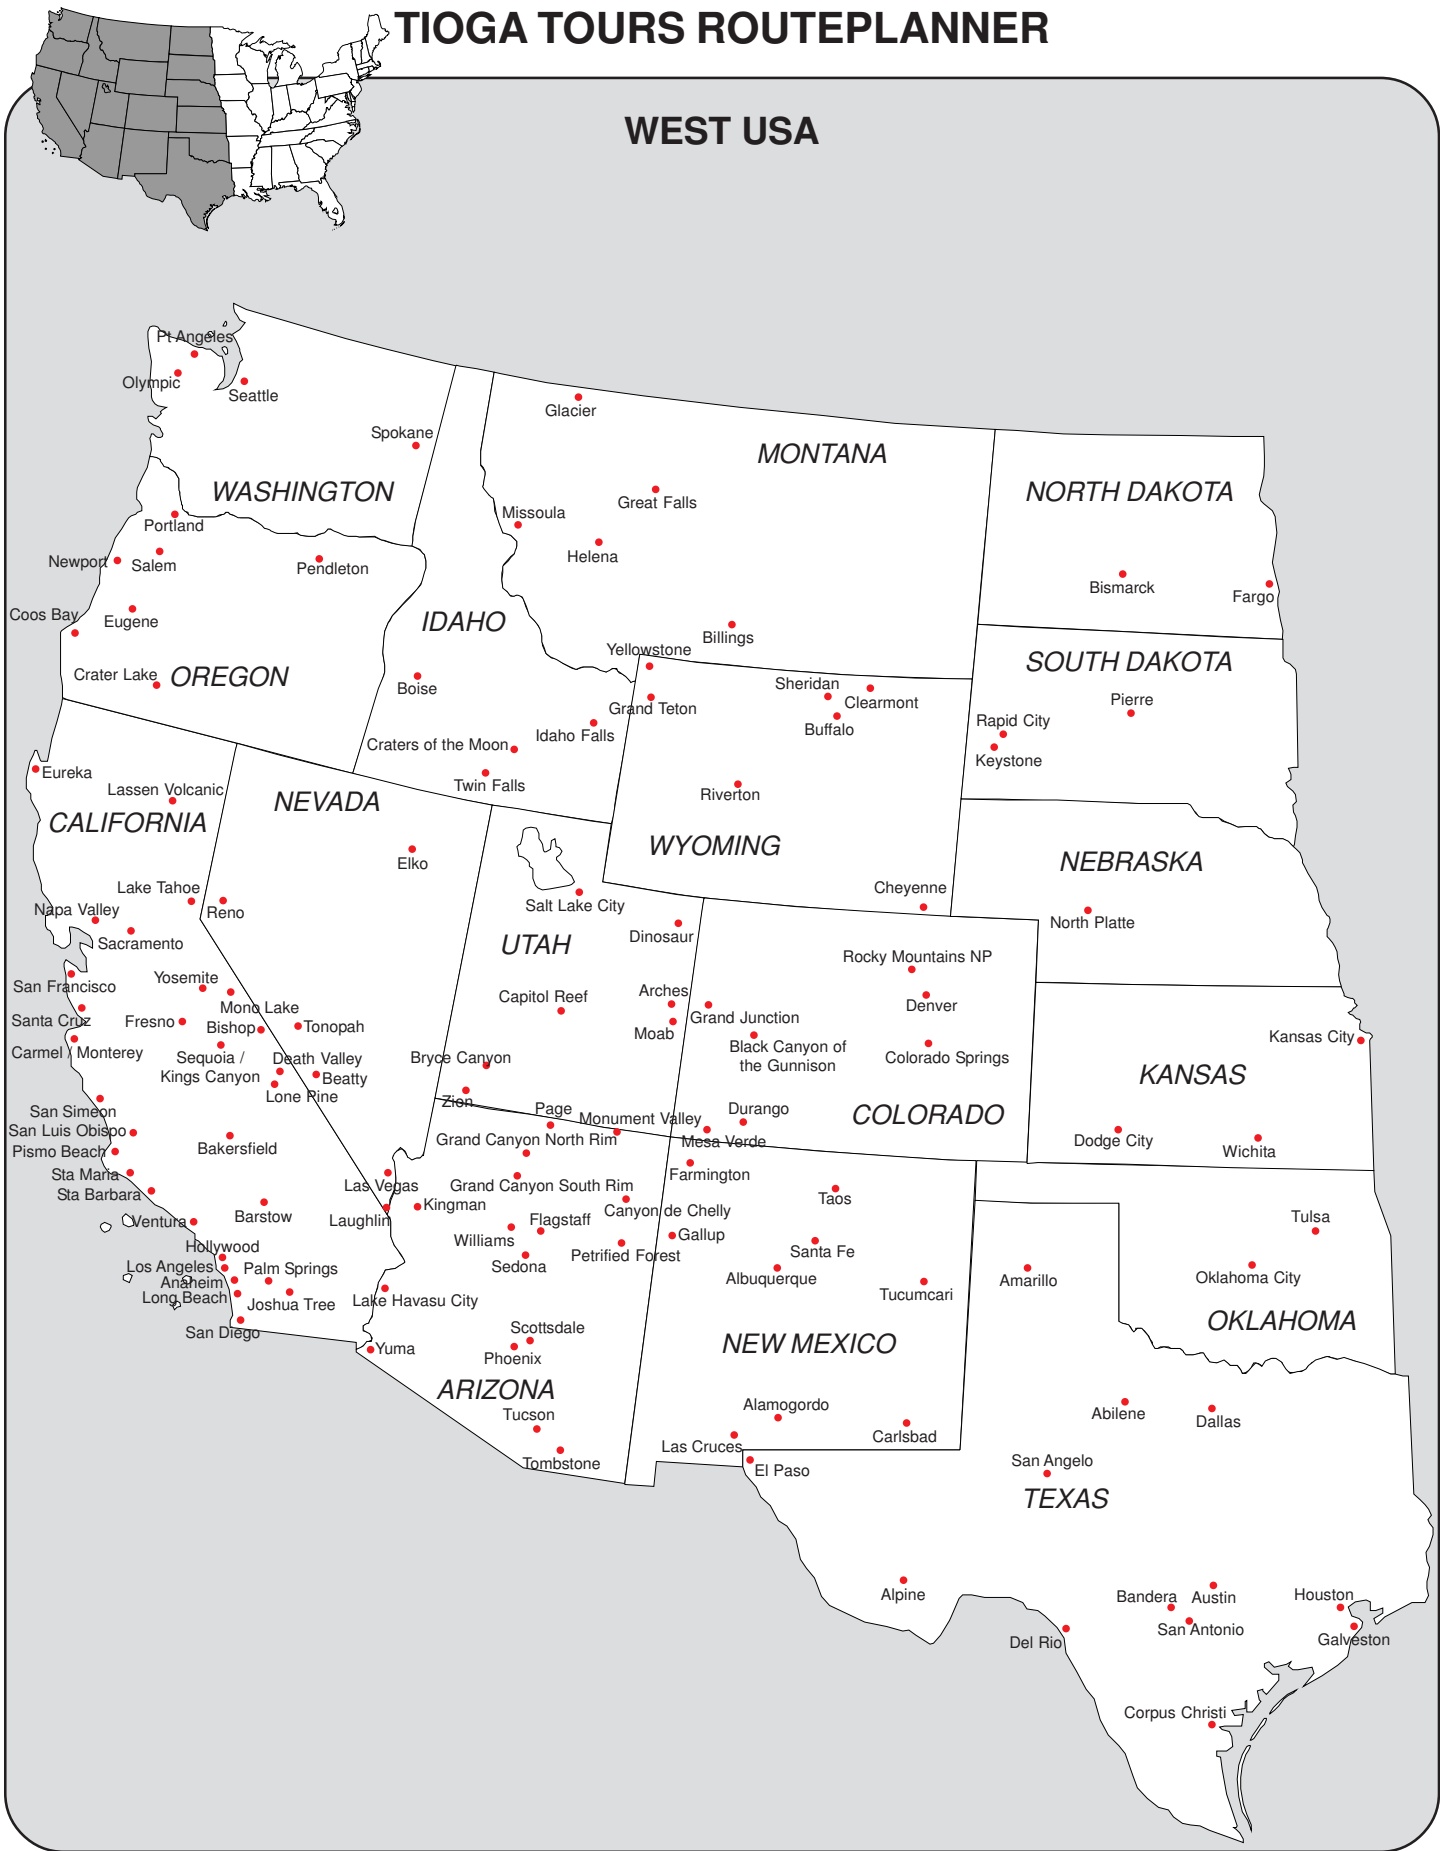 TIOGA TOURS ROUTEPLANNER
WEST USA
Pt Angeles
Olympic
Seattle
Spokane
WASHINGTON
Glacier
MONTANA
Great Falls
Missoula
Helena
Billings
NORTH DAKOTA
Bismarck
Fargo
Portland
Newport
Salem
Pendleton
Coos Bay
Eugene
Crater Lake
OREGON
IDAHO
Boise
Idaho Falls
Craters of the Moon
Twin Falls
Yellowstone
Grand Teton
Sheridan
Clearmont
Buffalo
Riverton
WYOMING
Cheyenne
SOUTH DAKOTA
Pierre
Rapid City
Keystone
NEBRASKA
North Platte
Eureka
Lassen Volcanic
CALIFORNIA
NEVADA
Elko
Lake Tahoe
Reno
Napa Valley
Sacramento
San Francisco
Yosemite
Mono Lake
Santa Cruz
Fresno
Bishop
Tonopah
Carmel / Monterey
Sequoia /
Kings Canyon
Death Valley
Beatty
Lone Pine
San Simeon
San Luis Obispo
Pismo Beach
Bakersfield
Sta Maria
Sta Barbara
Las Vegas
Laughlin
Ventura
Barstow
Hollywood
Los Angeles
Palm Springs
Anaheim
Long Beach
Joshua Tree
San Diego
Salt Lake City
Dinosaur
UTAH
Capitol Reef
Arches
Moab
Bryce Canyon
Zion
Page
Monument Valley
Rocky Mountains NP
Denver
Grand Junction
Black Canyon of
the Gunnison
Colorado Springs
Durango
COLORADO
Mesa Verde
Kansas City
KANSAS
Dodge City
Wichita
Grand Canyon North Rim
Grand Canyon South Rim
Kingman
Canyon de Chelly
Flagstaff
Williams
Petrified Forest
Sedona
Lake Havasu City
Scottsdale
Phoenix
Yuma
ARIZONA
Tucson
Tombstone
Farmington
Taos
Gallup
Santa Fe
Albuquerque
Tucumcari
NEW MEXICO
Alamogordo
Las Cruces
Carlsbad
Tulsa
Oklahoma City
OKLAHOMA
Amarillo
Abilene
Dallas
El Paso
San Angelo
TEXAS
Alpine
Bandera
Austin
Houston
San Antonio
Del Rio
Galveston
Corpus Christi